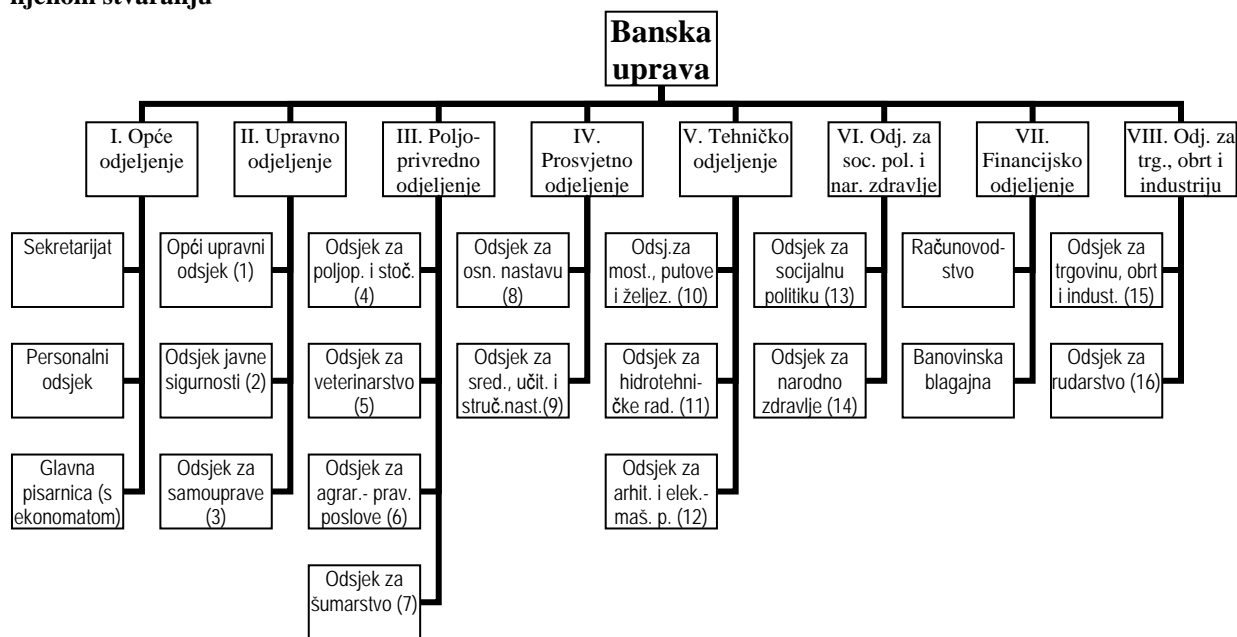 njenom stvaranju
Banska
uprava
I. Opće
odjeljenje
II. Upravno
odjeljenje
III. Poljo-
privredno
odjeljenje
IV.
Prosvjetno
odjeljenje
V. Tehničko
odjeljenje
VI. Odj. za
soc. pol. i
nar. zdravlje
VII.
Financijsko
odjeljenje
VIII. Odj. za
trg., obrt i
industriju
Sekretarijat
Opći upravni
odsjek (1)
Odsjek za
poljop. i stoč.
(4)
Odsjek za
osn. nastavu
(8)
Odsj.za
most., putove
i željez. (10)
Odsjek za
socijalnu
politiku (13)
Računovod-
stvo
Odsjek za
trgovinu, obrt
i indust. (15)
Personalni
odsjek
Odsjek javne
sigurnosti (2)
Odsjek za
veterinarstvo
(5)
Odsjek za
sred., učit. i
struč.nast.(9)
Odsjek za
hidrotehni-
čke rad. (11)
Odsjek za
narodno
zdravlje (14)
Banovinska
blagajna
Odsjek za
rudarstvo (16)
Glavna
pisarnica (s
ekonomatom)
Odsjek za
samouprave
(3)
Odsjek za
agrar.- prav.
poslove (6)
Odsjek za
arhit. i elek.-
maš. p. (12)
Odsjek za
šumarstvo (7)